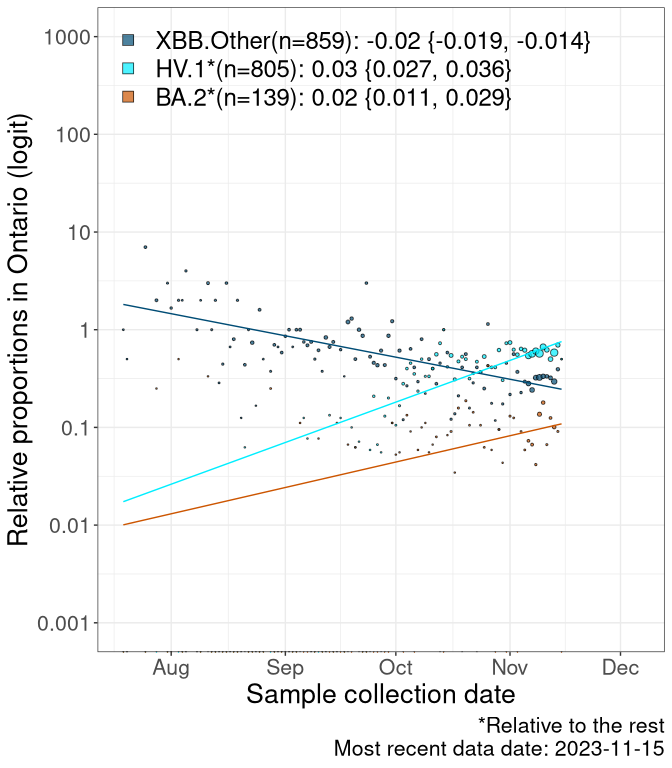 XBB.Other(n=859): -0.02 {-0.019, -0.014}
HV.1*(n=805): 0.03 {0.027, 0.036}
BA.2*(n=139): 0.02 {0.011, 0.029}
Relative proportions in Ontario (logit)
1000
100
10
1
0.1
0.01
0.001
Aug Sep Oct Nov Dec
Sample collection date
*Relative to the rest
Most recent data date: 2023-11-15